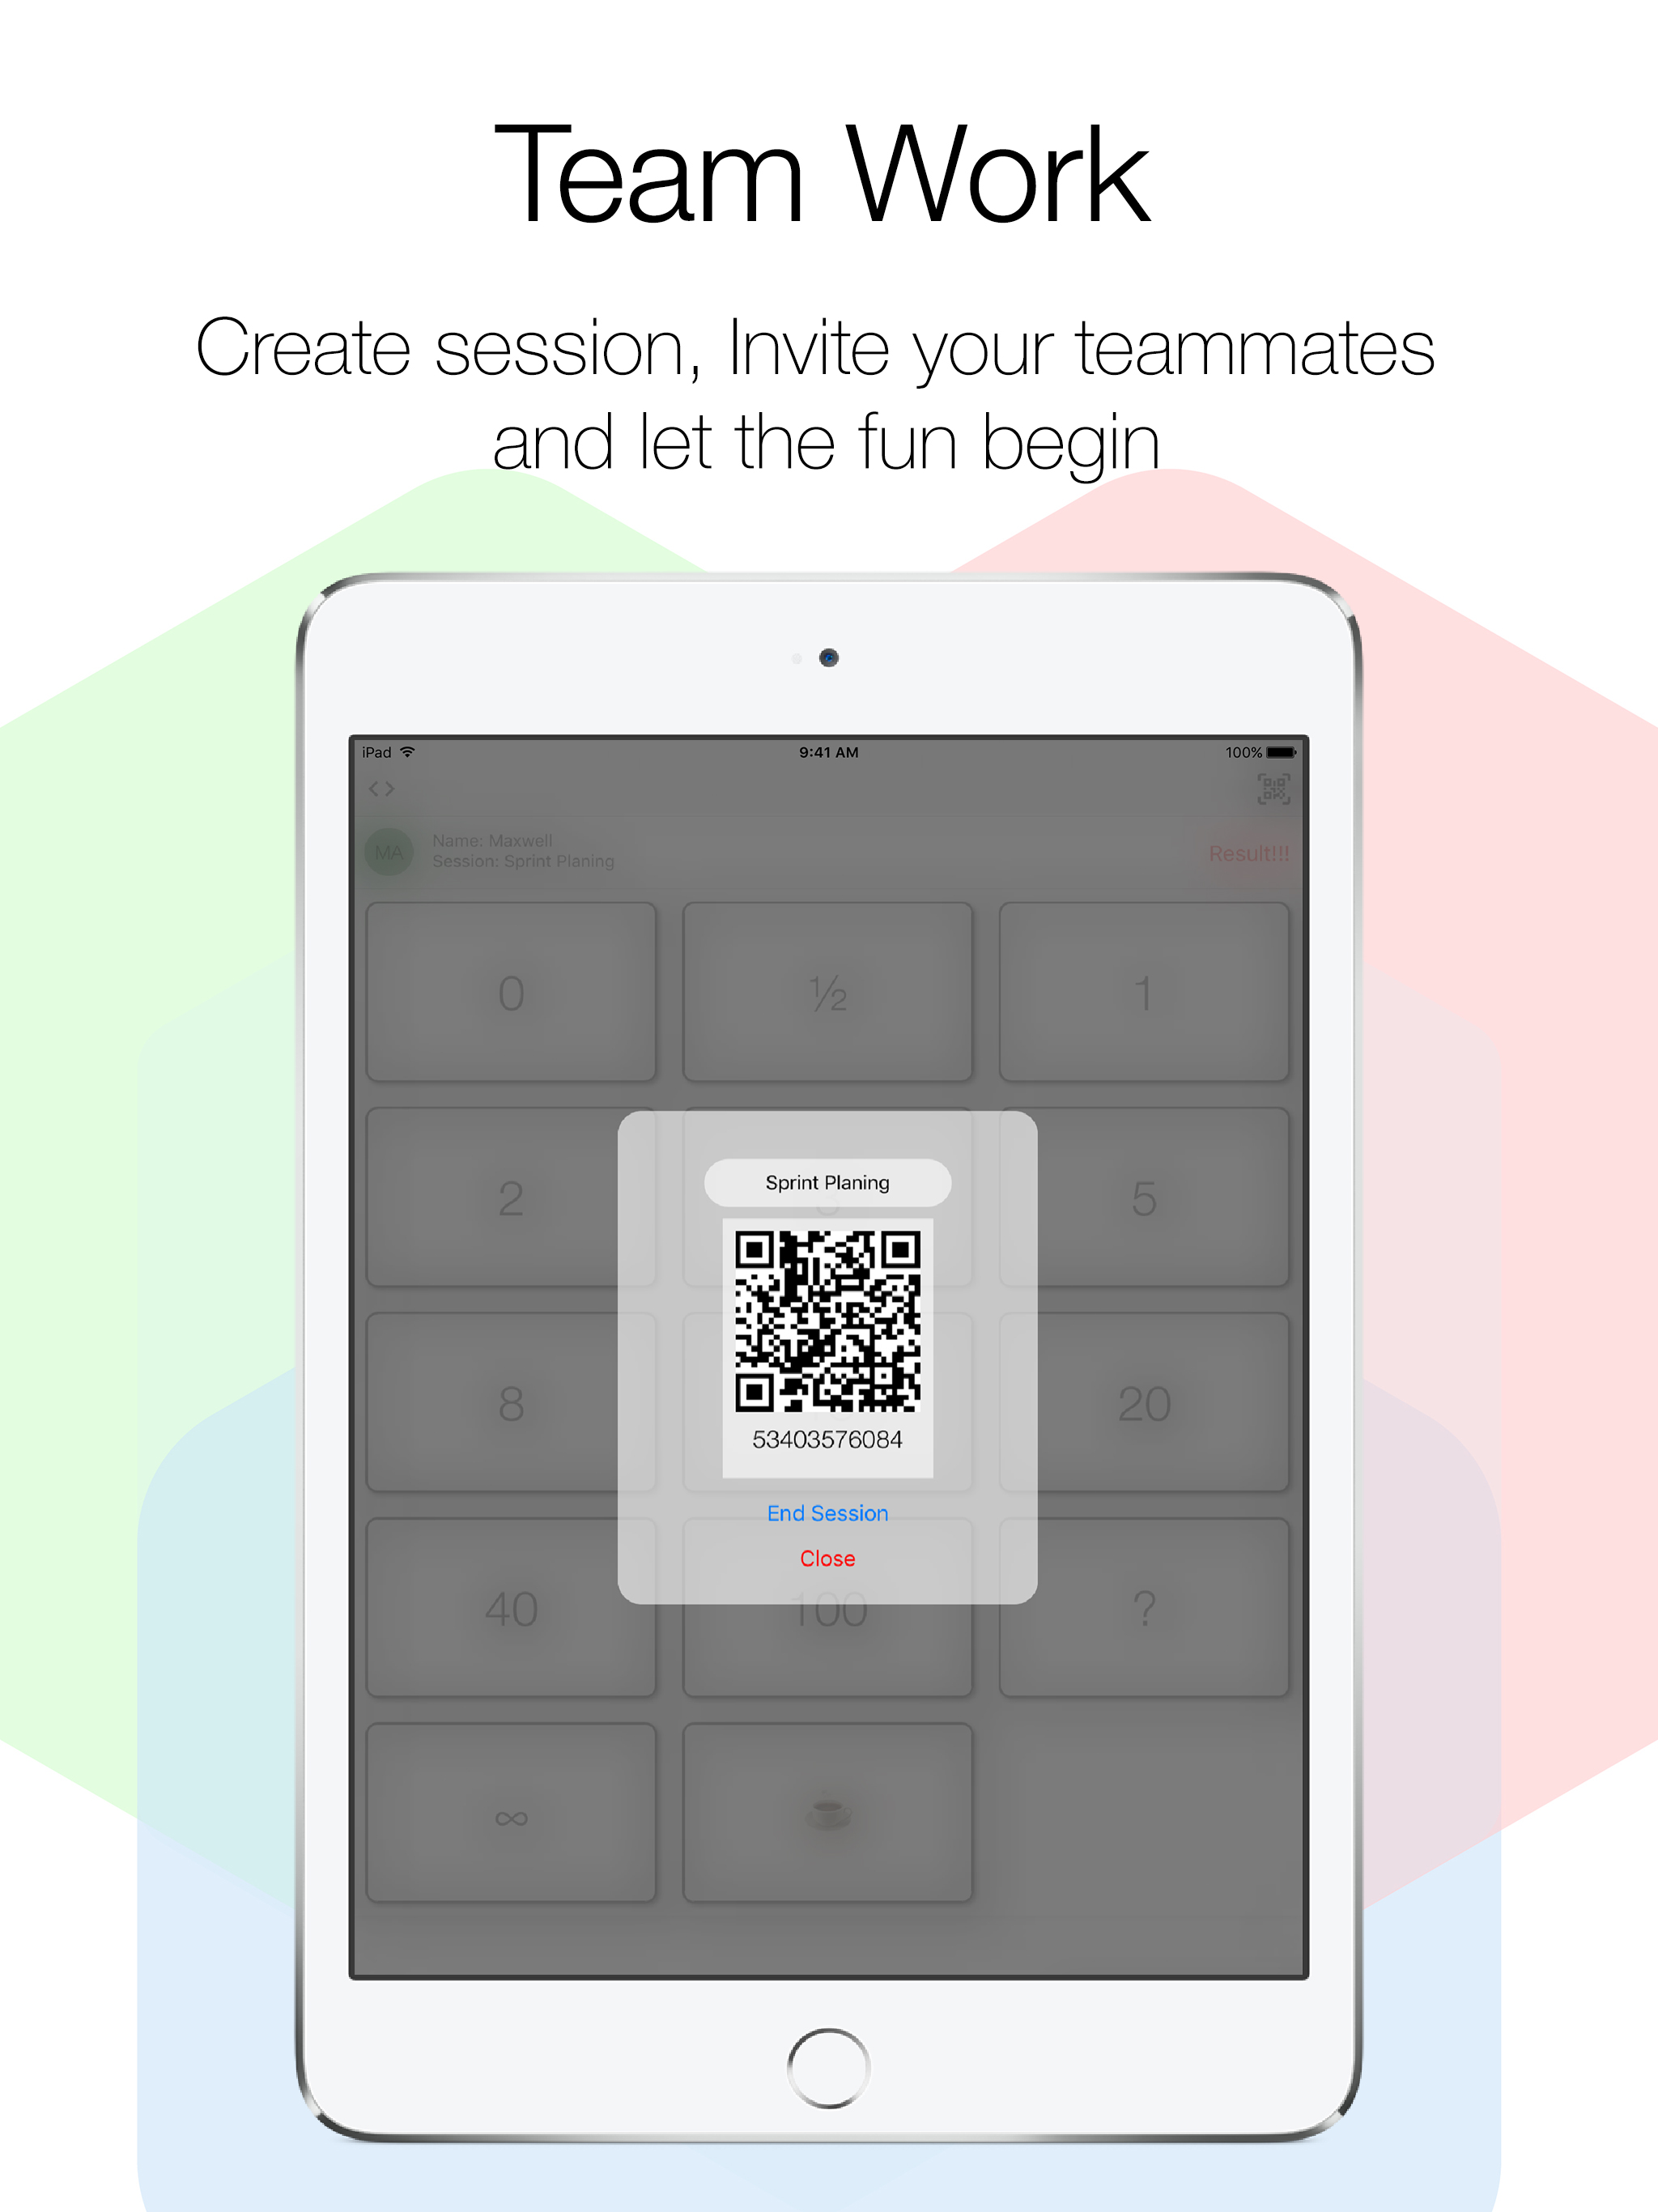 Team Work
Create session, Invite your teammates
and let the fun begin
iPad 9:41 AM 100%
<> 
MA Name: Maxwell
Session: Sprint Planing
Result!!!
0 ½ 1
2 3 5
8 20
40 100 ?
∞
Sprint Planing
53403576084
End Session
Close